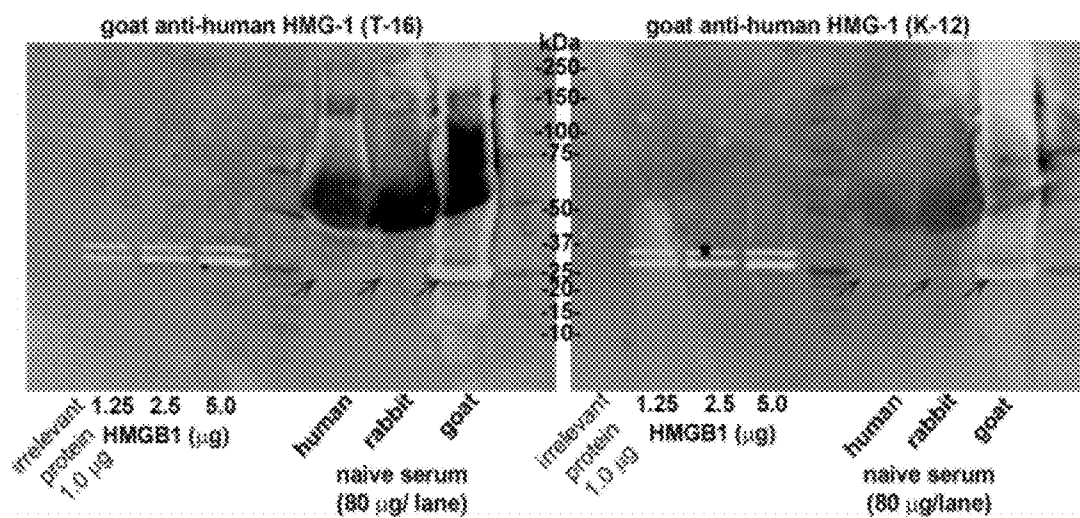 goat anti-human HMG-1 (T-16)
goat anti-human HMG-1 (K-12)
kDa
-250-
-150-
-100-
-75-
-50-
-37-
-25-
-20-
-15-
-10-
irrelevant
protein
1.0 μg
1.25 2.5 5.0
HMGB1 (μg)
human
rabbit
goat
naive serum
(80 μg/ lane)
irrelevant
protein
1.0 μg
1.25 2.5 5.0
HMGB1 (μg)
human
rabbit
goat
naive serum
(80 μg/lane)